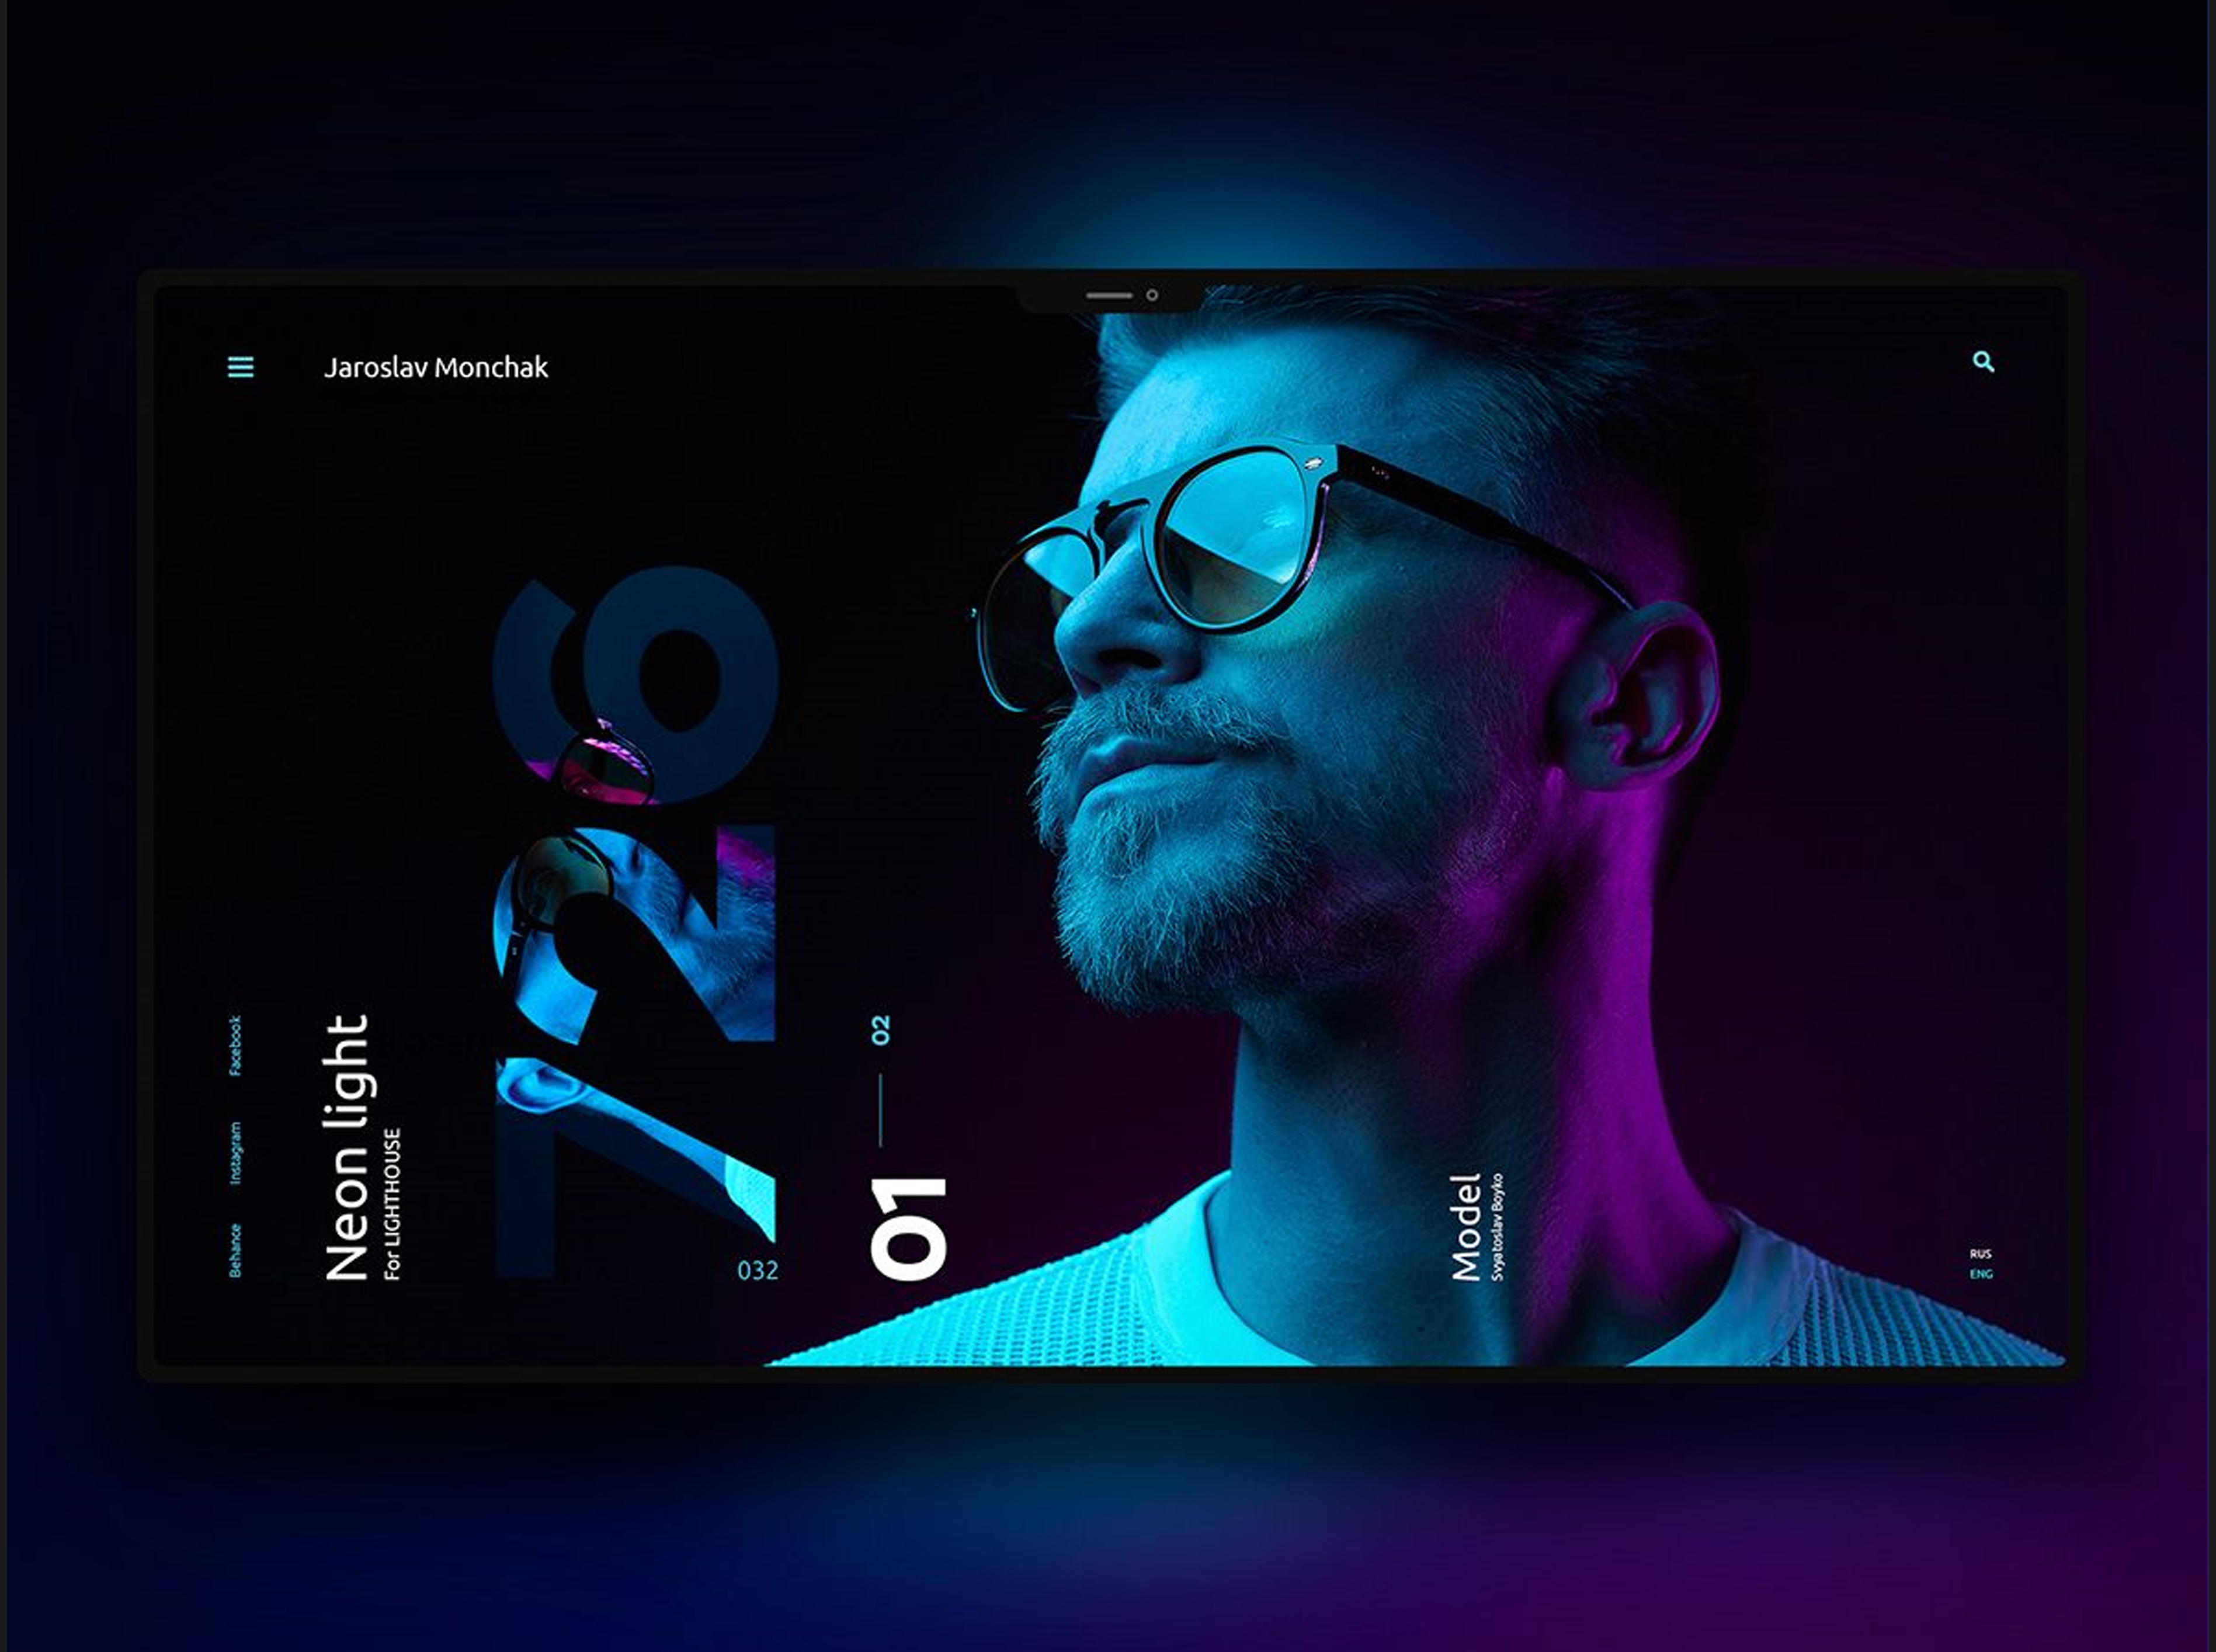 Jaroslav Monchak
Facebook
Instagram
Behance
Neon light
For LIGHTHOUSE
726
032
01
02
Model
Svyatoslav Boyko
RUS
ENG